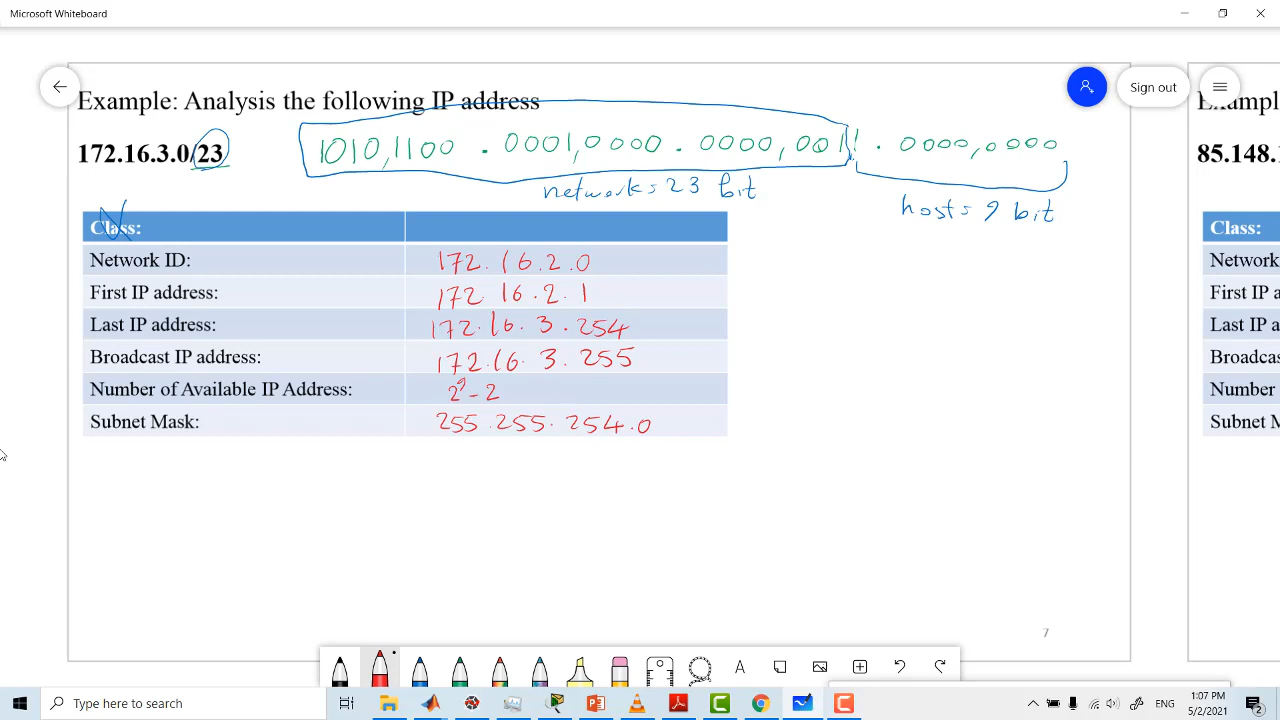 Microsoft Whiteboard
Sign out
Example: Analysis the following IP address
172.16.3.0/23
1010,1100 . 0001,0000 . 0000,0011 . 0000,0000
network=23 bit
host=9 bit
Class:
Network ID: 172.16.2.0
First IP address: 172.16.2.1
Last IP address: 172.16.3.254
Broadcast IP address: 172.16.3.255
Number of Available IP Address: 2⁹-2
Subnet Mask: 255.255.254.0
7
Exampl
85.148.
Class:
Network
First IP
Last IP
Broadca
Number
Subnet M
A
Type here to search
ENG
1:07 PM
5/2/2021
2